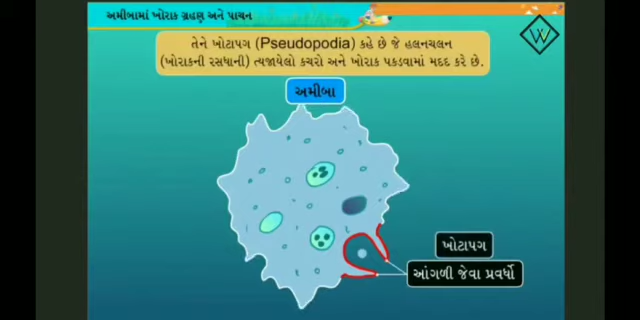 અમીબામાં ખોરાક ગ્રહણ અને પાચન
તેને ખોટાપગ (Pseudopodia) કહે છે જે હલનચલન
(ખોરાકની રસધાની) ત્યજાયેલો કચરો અને ખોરાક પકડવામાં મદદ કરે છે.
અમીબા
ખોટાપગ
આંગળી જેવા પ્રવર્ધો
W